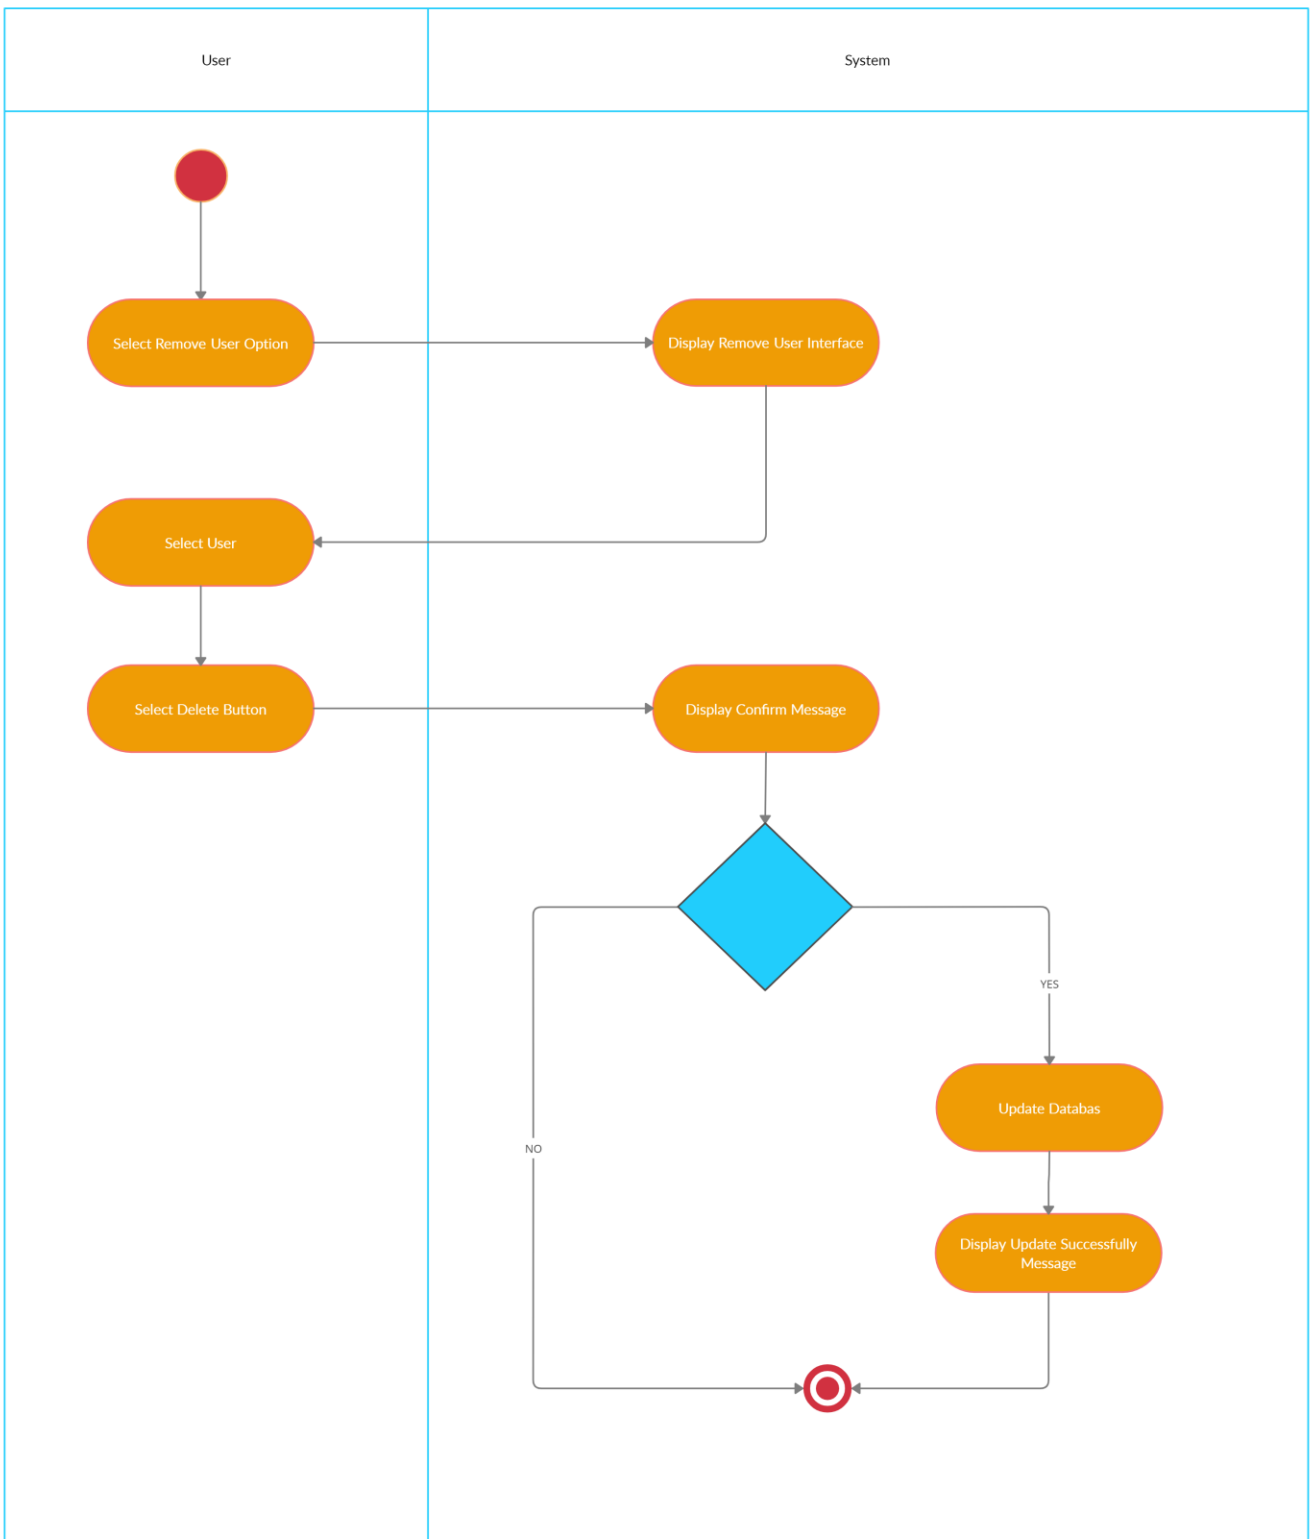 User
System
Select Remove User Option
Display Remove User Interface
Select User
Select Delete Button
Display Confirm Message
YES
Update Databas
NO
Display Update Successfully
Message